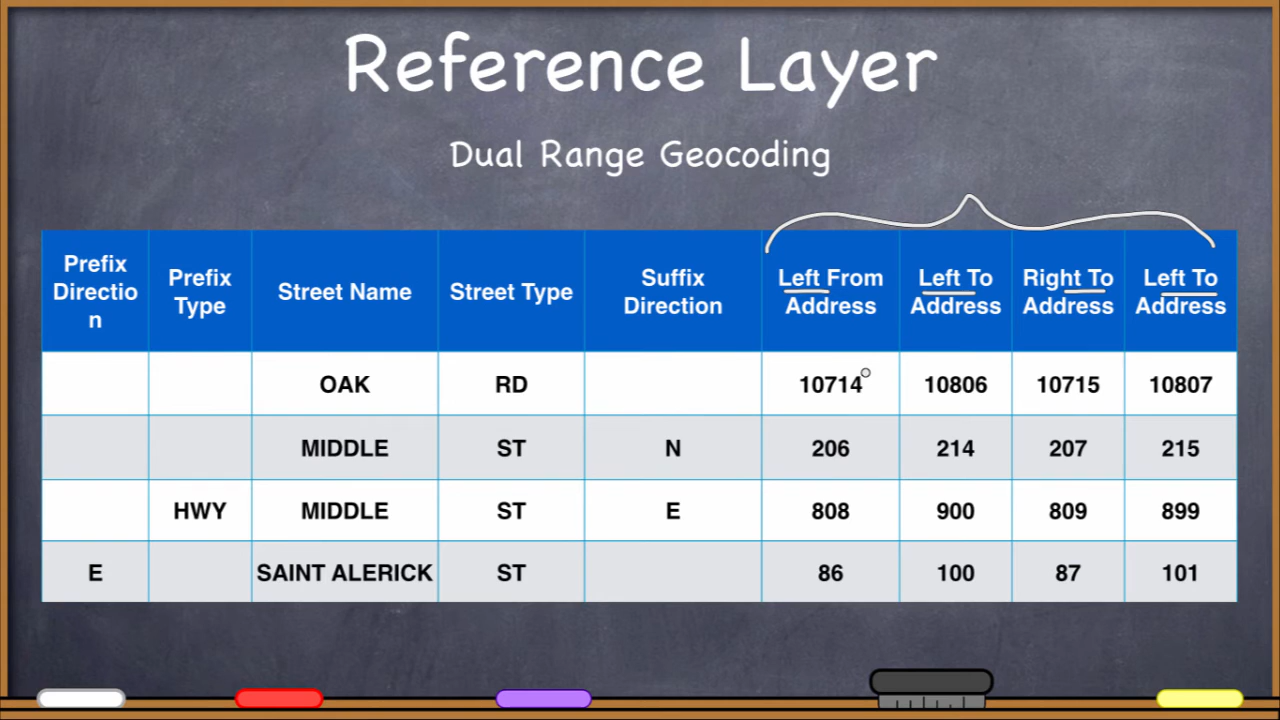 Reference Layer
Dual Range Geocoding
Prefix Directio n Prefix Type Street Name Street Type Suffix Direction Left From Address Left To Address Right To Address Left To Address
OAK RD 10714 10806 10715 10807
MIDDLE ST N 206 214 207 215
HWY MIDDLE ST E 808 900 809 899
E SAINT ALERICK ST 86 100 87 101